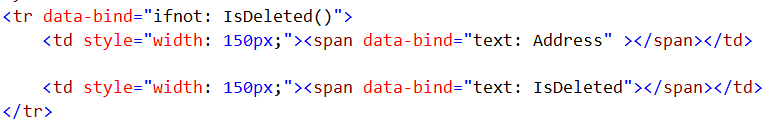 <tr data-bind="ifnot: IsDeleted()">
    <td style="width: 150px;"><span data-bind="text: Address" ></span></td>
    <td style="width: 150px;"><span data-bind="text: IsDeleted"></span></td>
</tr>